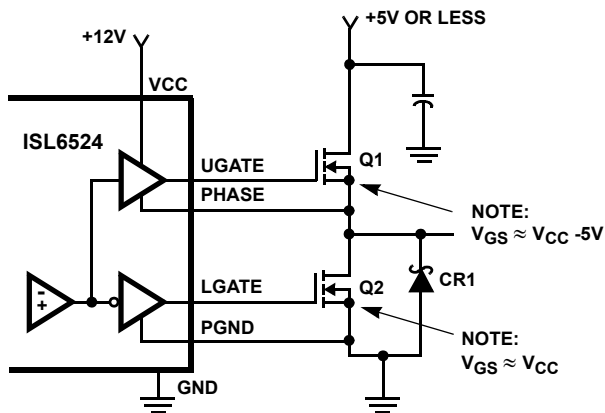 +5V OR LESS
+12V
VCC
ISL6524
UGATE
Q1
PHASE
NOTE:
VGS ≈ VCC -5V
- +
LGATE
Q2
CR1
PGND
NOTE:
VGS ≈ VCC
GND